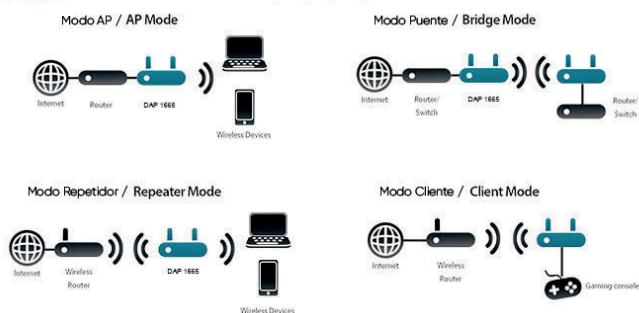 Modo AP / AP Mode
Internet
Router
DAP 1665
Wireless Devices
Modo Puente / Bridge Mode
Internet
Router/
Switch
DAP 1665
Router/
Switch
Modo Repetidor / Repeater Mode
Internet
Wireless
Router
DAP 1665
Wireless Devices
Modo Cliente / Client Mode
Internet
Wireless
Router
Gaming console